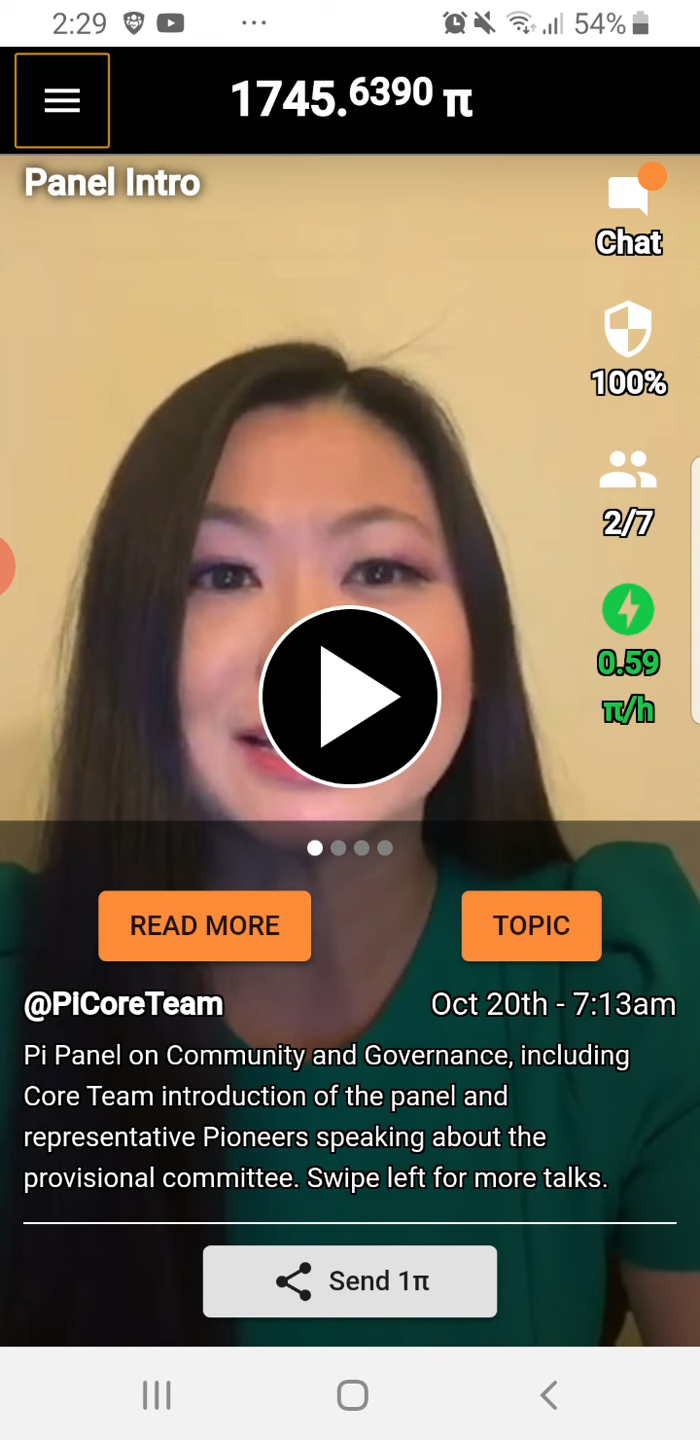 2:29 ... 54%
1745.6390 π
Panel Intro
Chat
100%
2/7
0.59
π/h
READ MORE TOPIC
@PiCoreTeam Oct 20th - 7:13am
Pi Panel on Community and Governance, including
Core Team introduction of the panel and
representative Pioneers speaking about the
provisional committee. Swipe left for more talks.
Send 1π